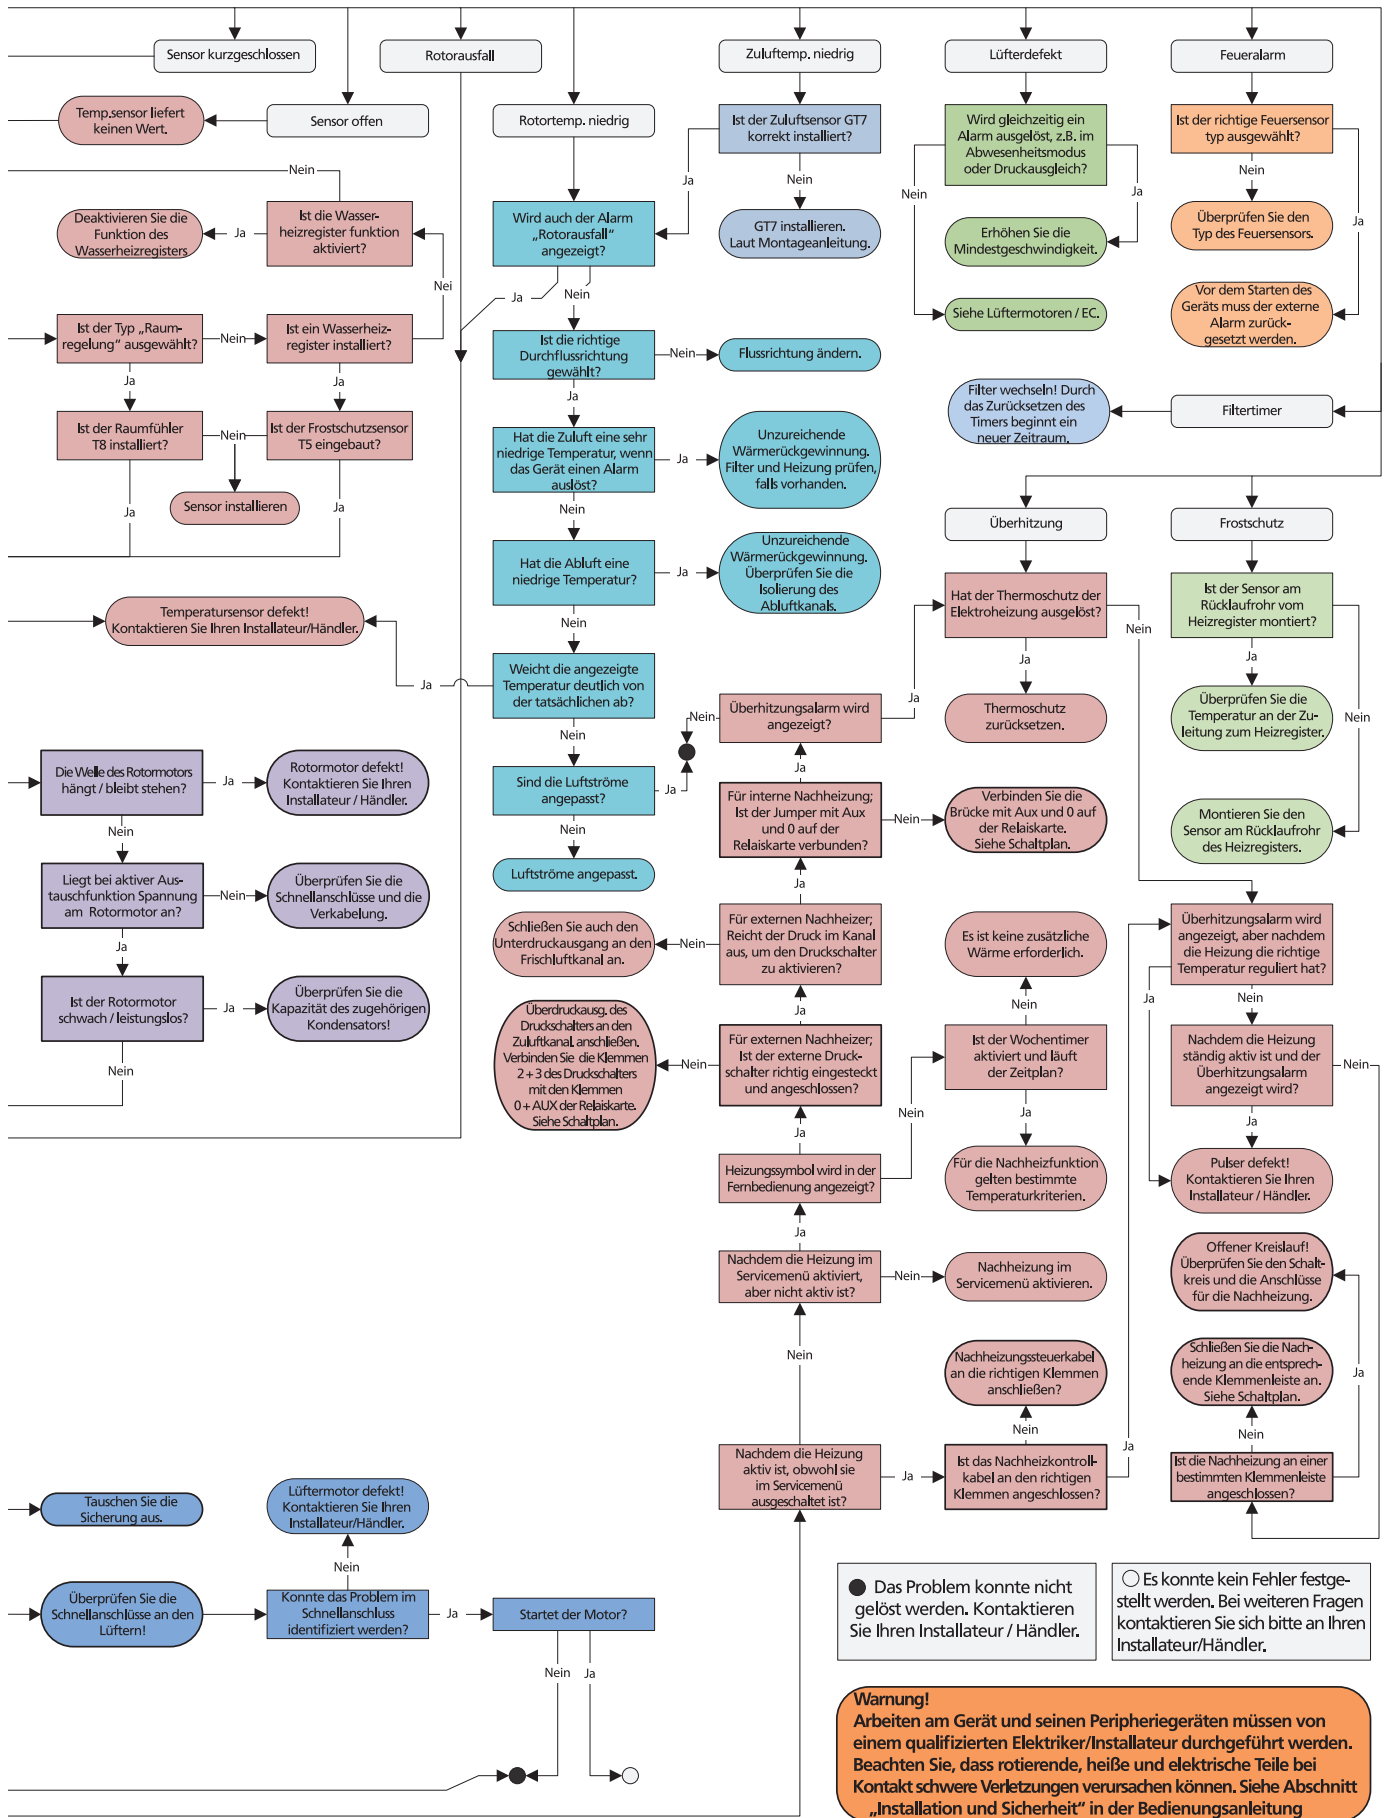 Sensor kurzgeschlossen
Rotorausfall
Zuluftemp. niedrig
Lüfterdefekt
Feueralarm
Temp.sensor liefert
keinen Wert.
Sensor offen
Rotortemp. niedrig
Ist der Zuluftsensor GT7
korrekt installiert?
Wird gleichzeitig ein
Alarm ausgelöst, z.B. im
Abwesenheitsmodus
oder Druckausgleich?
Ist der richtige Feuersensor
typ ausgewählt?
Nein
Ja
Nein
Nein
Ja
Nein
Ja
Deaktivieren Sie die
Funktion des
Wasserheizregisters
Ja
Ist die Wasser-
heizregister funktion
aktiviert?
Wird auch der Alarm
„Rotorausfall“
angezeigt?
GT7 installieren.
Laut Montageanleitung.
Erhöhen Sie die
Mindestgeschwindigkeit.
Überprüfen Sie den
Typ des Feuersensors.
Nei
Ja
Nein
Siehe Lüftermotoren / EC.
Vor dem Starten des
Geräts muss der externe
Alarm zurück-
gesetzt werden.
Ist der Typ „Raum-
regelung“ ausgewählt?
Nein
Ist ein Wasserheiz-
register installiert?
Ist die richtige
Durchflussrichtung
gewählt?
Nein
Flussrichtung ändern.
Ja
Ja
Ja
Filter wechseln! Durch
das Zurücksetzen des
Timers beginnt ein
neuer Zeitraum.
Filtertimer
Ist der Raumfühler
T8 installiert?
Nein
Ist der Frostschutzsensor
T5 eingebaut?
Hat die Zuluft eine sehr
niedrige Temperatur, wenn
das Gerät einen Alarm
auslöst?
Ja
Unzureichende
Wärmerückgewinnung.
Filter und Heizung prüfen,
falls vorhanden.
Sensor installieren
Ja
Ja
Nein
Überhitzung
Frostschutz
Hat die Abluft eine
niedrige Temperatur?
Ja
Unzureichende
Wärmerückgewinnung.
Überprüfen Sie die
Isolierung des
Abluftkanals.
Temperatursensor defekt!
Kontaktieren Sie Ihren Installateur/Händler.
Nein
Hat der Thermoschutz der
Elektroheizung ausgelöst?
Nein
Ist der Sensor am
Rücklaufrohr vom
Heizregister montiert?
Ja
Weicht die angezeigte
Temperatur deutlich von
der tatsächlichen ab?
Ja
Ja
Ja
Nein
Überhitzungsalarm wird
angezeigt?
Thermoschutz
zurücksetzen.
Überprüfen Sie die
Temperatur an der Zu-
leitung zum Heizregister.
Nein
Nein
Die Welle des Rotormotors
hängt / bleibt stehen?
Ja
Rotormotor defekt!
Kontaktieren Sie Ihren
Installateur / Händler.
Sind die Luftströme
angepasst?
Ja
Ja
Für interne Nachheizung;
Ist der Jumper mit Aux
und 0 auf der
Relaiskarte verbunden?
Nein
Verbinden Sie die
Brücke mit Aux und 0 auf
der Relaiskarte.
Siehe Schaltplan.
Montieren Sie den
Sensor am Rücklaufrohr
des Heizregisters.
Nein
Nein
Luftströme angepasst.
Ja
Liegt bei aktiver Aus-
tauschfunktion Spannung
am Rotormotor an?
Nein
Überprüfen Sie die
Schnellanschlüsse und die
Verkabelung.
Schließen Sie auch den
Unterdruckausgang an den
Frischluftkanal an.
Nein
Für externen Nachheizer;
Reicht der Druck im Kanal
aus, um den Druckschalter
zu aktivieren?
Es ist keine zusätzliche
Wärme erforderlich.
Überhitzungsalarm wird
angezeigt, aber nachdem
die Heizung die richtige
Temperatur reguliert hat?
Ja
Ja
Nein
Ja
Nein
Ist der Rotormotor
schwach / leistungslos?
Ja
Überprüfen Sie die
Kapazität des zugehörigen
Kondensators!
Überdruckausg. des
Druckschalters an den
Zuluftkanal. anschließen.
Verbinden Sie die Klemmen
2 + 3 des Druckschalters
mit den Klemmen
0 + AUX der Relaiskarte.
Siehe Schaltplan.
Nein
Für externen Nachheizer;
Ist der externe Druck-
schalter richtig eingesteckt
und angeschlossen?
Ist der Wochentimer
aktiviert und läuft
der Zeitplan?
Nachdem die Heizung
ständig aktiv ist und der
Überhitzungsalarm
angezeigt wird?
Nein
Nein
Nein
Ja
Ja
Ja
Heizungssymbol wird in der
Fernbedienung angezeigt?
Für die Nachheizfunktion
gelten bestimmte
Temperaturkriterien.
Pulser defekt!
Kontaktieren Sie Ihren
Installateur / Händler.
Ja
Nachdem die Heizung im
Servicemenü aktiviert,
aber nicht aktiv ist?
Nein
Nachheizung im
Servicemenü aktivieren.
Offener Kreislauf!
Überprüfen Sie den Schalt-
kreis und die Anschlüsse
für die Nachheizung.
Nein
Nachheizungssteuerkabel
an die richtigen Klemmen
anschließen?
Schließen Sie die Nach-
heizung an die entsprech-
ende Klemmenleiste an.
Siehe Schaltplan.
Ja
Nein
Ja
Nein
Nachdem die Heizung
aktiv ist, obwohl sie
im Servicemenü
ausgeschaltet ist?
Ja
Ist das Nachheizkontroll-
kabel an den richtigen
Klemmen angeschlossen?
Ist die Nachheizung an einer
bestimmten Klemmenleiste
angeschlossen?
Tauschen Sie die
Sicherung aus.
Lüftermotor defekt!
Kontaktieren Sie Ihren
Installateur/Händler.
Nein
Überprüfen Sie die
Schnellanschlüsse an den
Lüftern!
Konnte das Problem im
Schnellanschluss
identifiziert werden?
Ja
Startet der Motor?
Nein
Ja
Das Problem konnte nicht
gelöst werden. Kontaktieren
Sie Ihren Installateur / Händler.
Es konnte kein Fehler festge-
stellt werden. Bei weiteren Fragen
kontaktieren Sie sich bitte an Ihren
Installateur/Händler.
Warnung!
Arbeiten am Gerät und seinen Peripheriegeräten müssen von
einem qualifizierten Elektriker/Installateur durchgeführt werden.
Beachten Sie, dass rotierende, heiße und elektrische Teile bei
Kontakt schwere Verletzungen verursachen können. Siehe Abschnitt
„Installation und Sicherheit“ in der Bedienungsanleitung